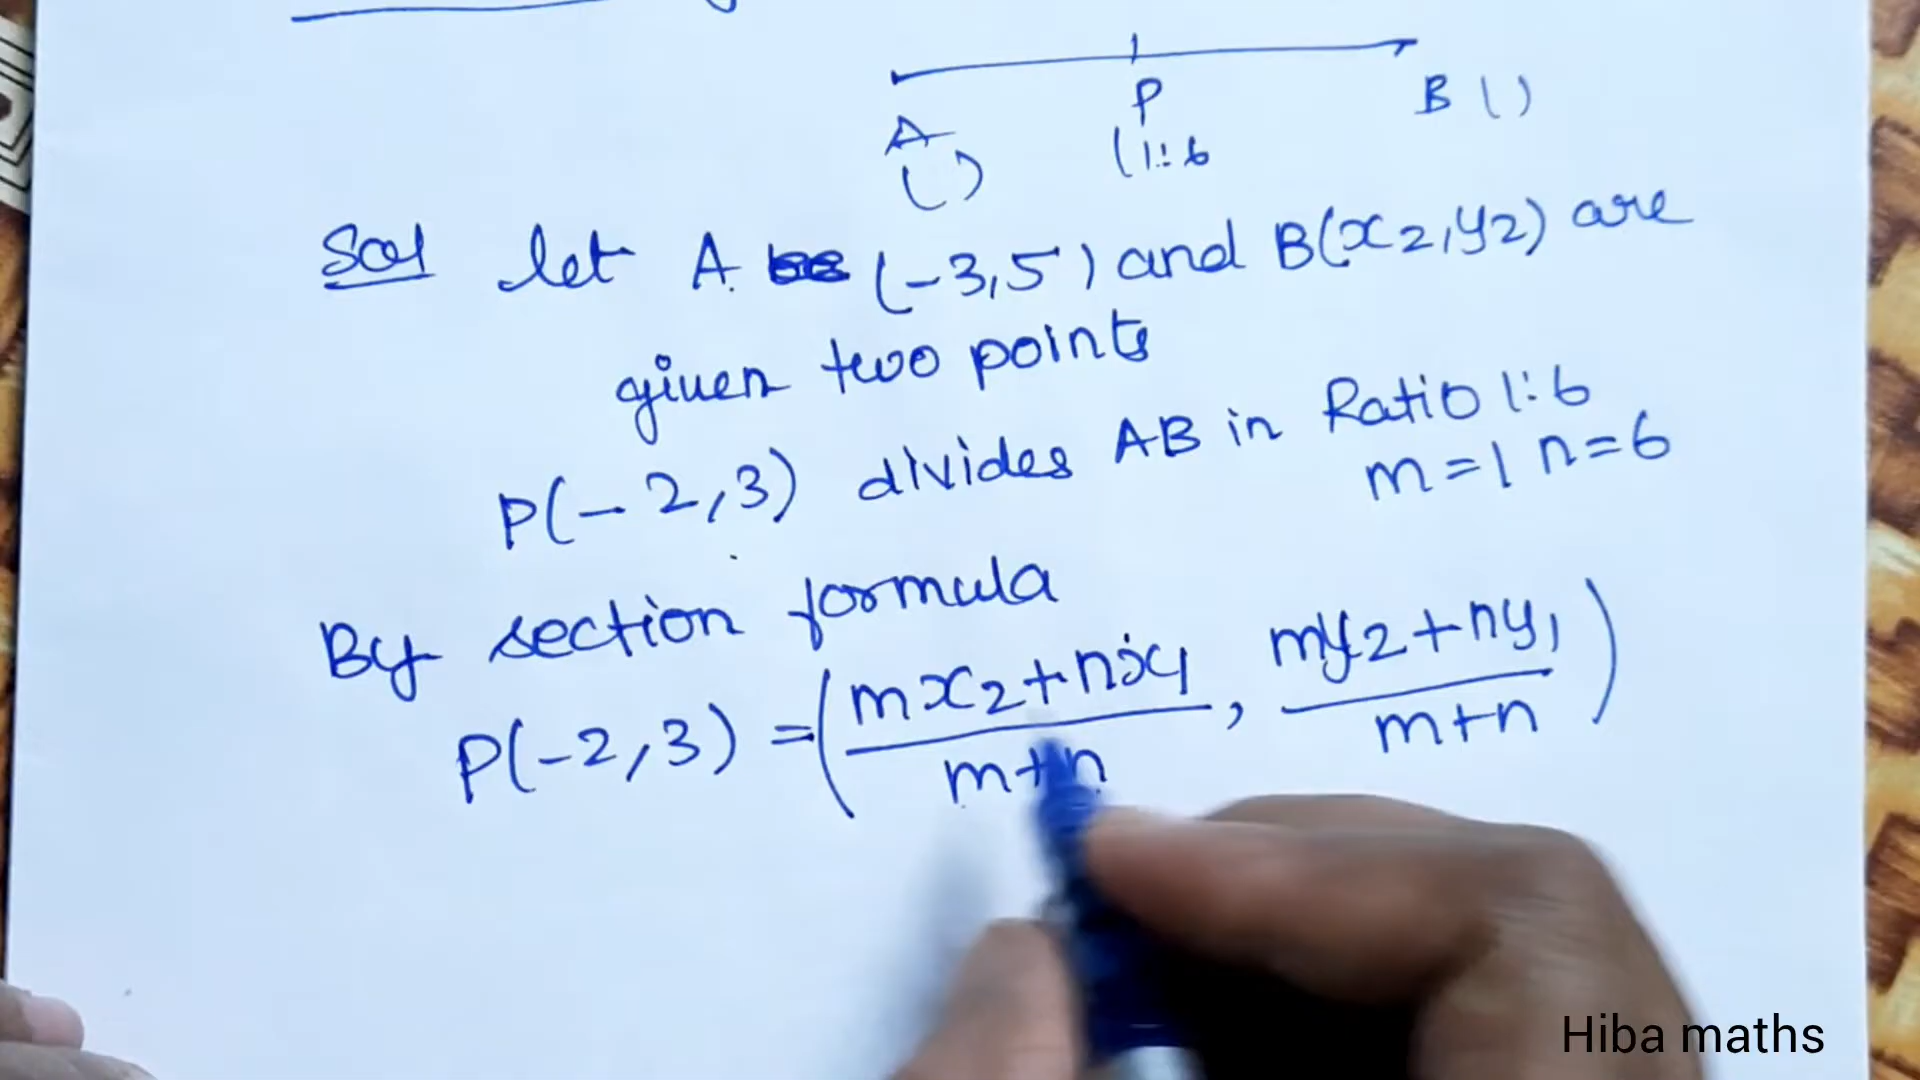 A
( )
P
(1:6
B ( )
Sol let A (-3,5) and B(x2,y2) are
given two points
P(-2,3) divides AB in Ratio 1:6
m=1 n=6
By section formula
P(-2,3) = (mx2+nx1/m+n, my2+ny1/m+n)
Hiba maths